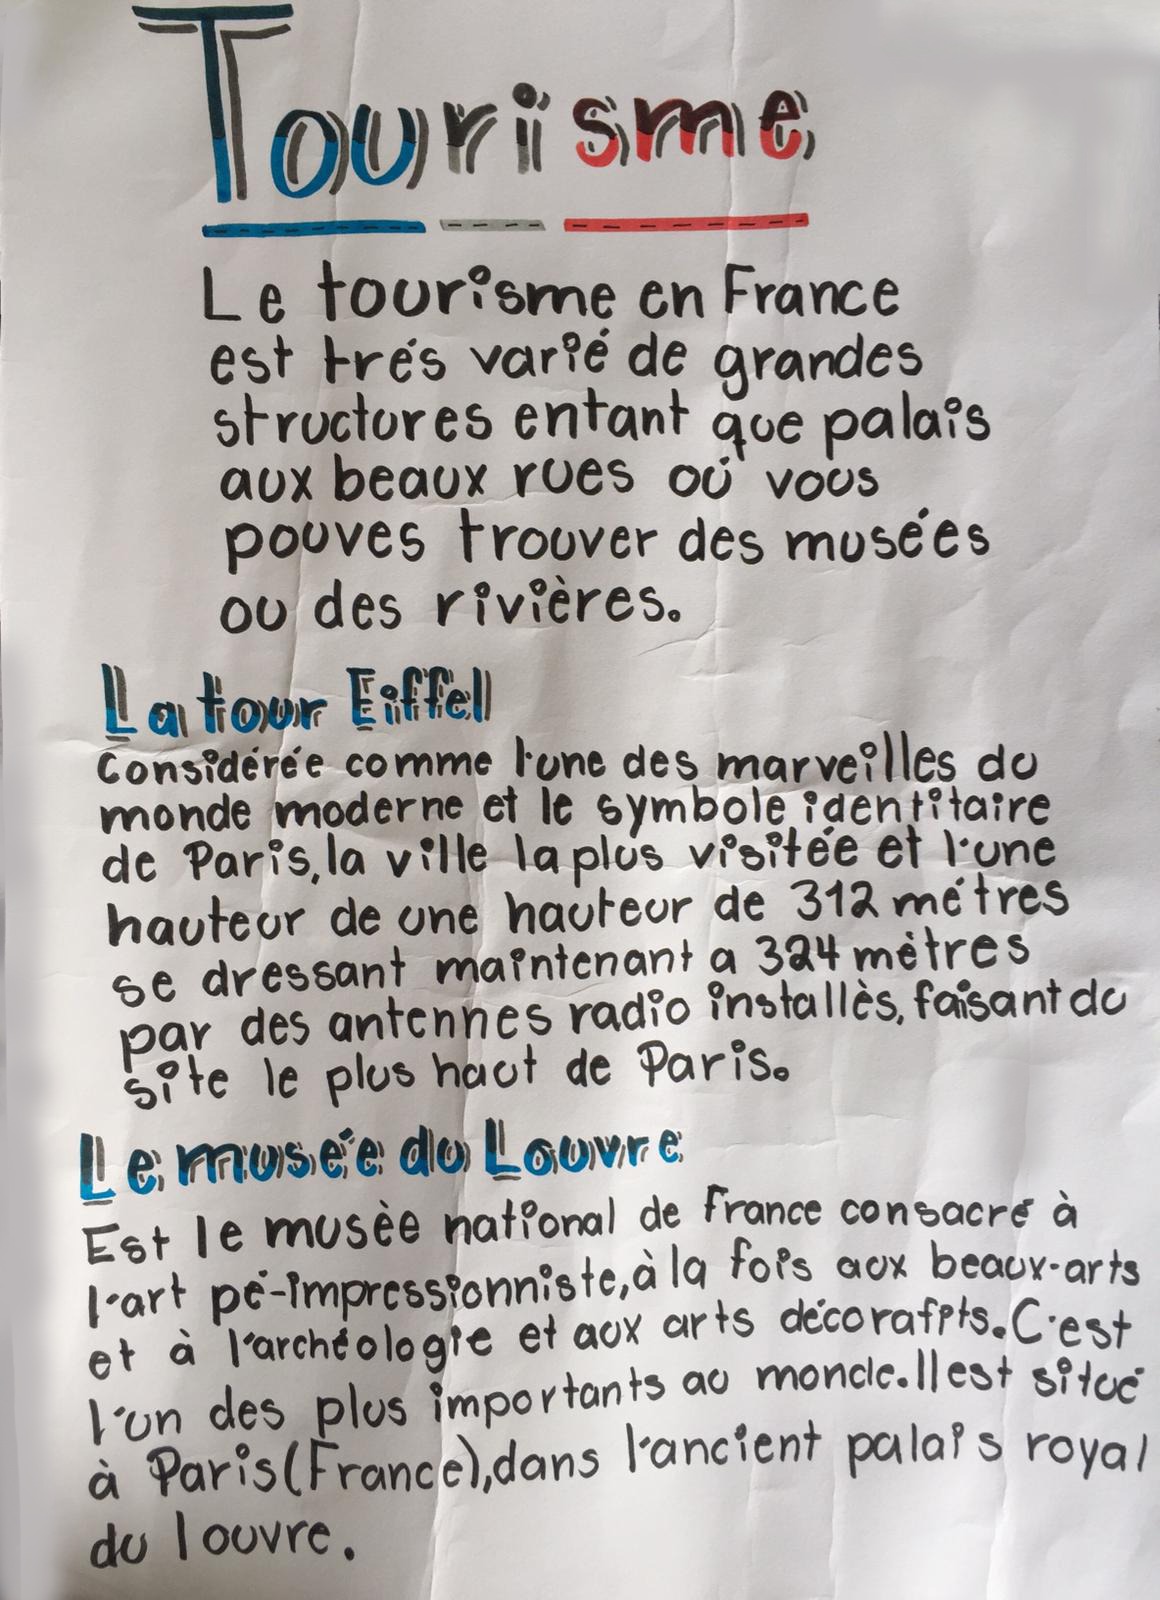 Tourisme
Le tourisme en France
est trés varié de grandes
structures entant que palais
aux beaux rues oú vous
pouves trouver des musées
ou des rivières.
La tour Eiffel
Considérée comme l'une des marveilles du
monde moderne et le symbole identitaire
de Paris, la ville la plus visitée et l'une
hauteur de une hauteur de 312 métres
se dressant maintenant a 324 mètres
par des antennes radio installès, faisant du
site le plus haut de Paris.
Le musée du Louvre
Est le musèe national de France consacré à
l'art pé-impressionniste, à la fois aux beaux-arts
et à l'archéologie et aux arts décorafits. C'est
l'un des plus importants au monde. Il est situé
à Paris (France), dans l'ancient palais royal
du louvre.